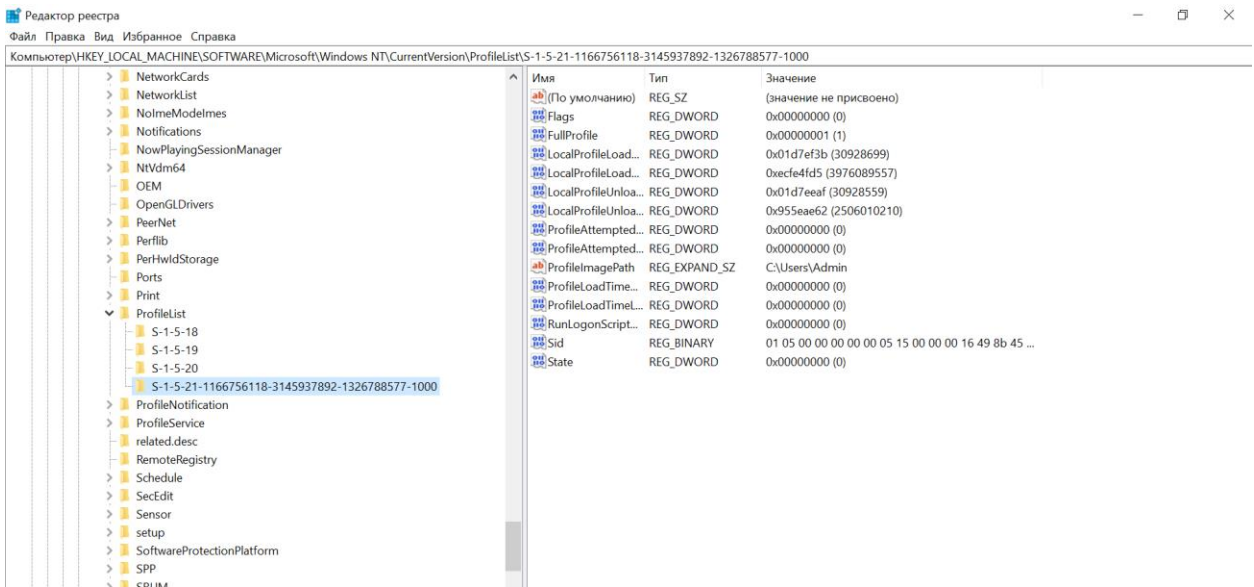 Редактор реестра
Файл Правка Вид Избранное Справка
Компьютер\HKEY_LOCAL_MACHINE\SOFTWARE\Microsoft\Windows NT\CurrentVersion\ProfileList\S-1-5-21-1166756118-3145937892-1326788577-1000
NetworkCards
NetworkList
NoImeModeImes
Notifications
NowPlayingSessionManager
NtVdm64
OEM
OpenGLDrivers
PeerNet
Perflib
PerHwIdStorage
Ports
Print
ProfileList
S-1-5-18
S-1-5-19
S-1-5-20
S-1-5-21-1166756118-3145937892-1326788577-1000
ProfileNotification
ProfileService
related.desc
RemoteRegistry
Schedule
SecEdit
Sensor
setup
SoftwareProtectionPlatform
SPP
SRUM
Имя Тип Значение
(По умолчанию) REG_SZ (значение не присвоено)
Flags REG_DWORD 0x00000000 (0)
FullProfile REG_DWORD 0x00000001 (1)
LocalProfileLoad... REG_DWORD 0x01d7ef3b (30928699)
LocalProfileLoad... REG_DWORD 0xecfe4fd5 (3976089557)
LocalProfileUnloa... REG_DWORD 0x01d7eeaf (30928559)
LocalProfileUnloa... REG_DWORD 0x955eae62 (2506010210)
ProfileAttempted... REG_DWORD 0x00000000 (0)
ProfileAttempted... REG_DWORD 0x00000000 (0)
ProfileImagePath REG_EXPAND_SZ C:\Users\Admin
ProfileLoadTime... REG_DWORD 0x00000000 (0)
ProfileLoadTimeL... REG_DWORD 0x00000000 (0)
RunLogonScript... REG_DWORD 0x00000000 (0)
Sid REG_BINARY 01 05 00 00 00 00 00 05 15 00 00 00 16 49 8b 45 ...
State REG_DWORD 0x00000000 (0)